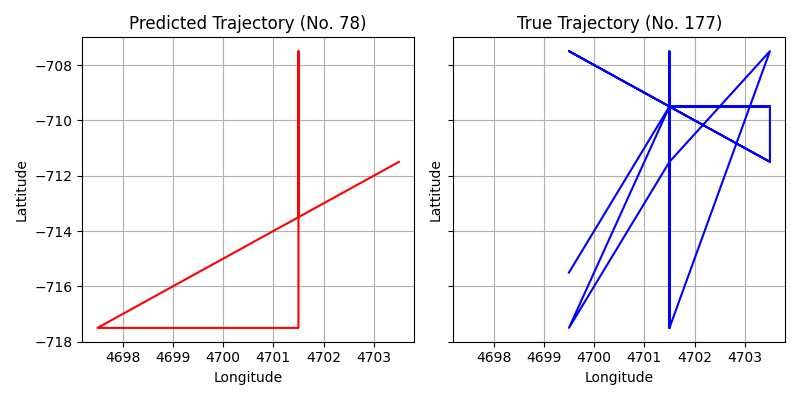 Predicted Trajectory (No. 78)
True Trajectory (No. 177)
−708
−710
−712
−714
−716
−718
Lattitude
Lattitude
4698 4699 4700 4701 4702 4703
4698 4699 4700 4701 4702 4703
Longitude
Longitude